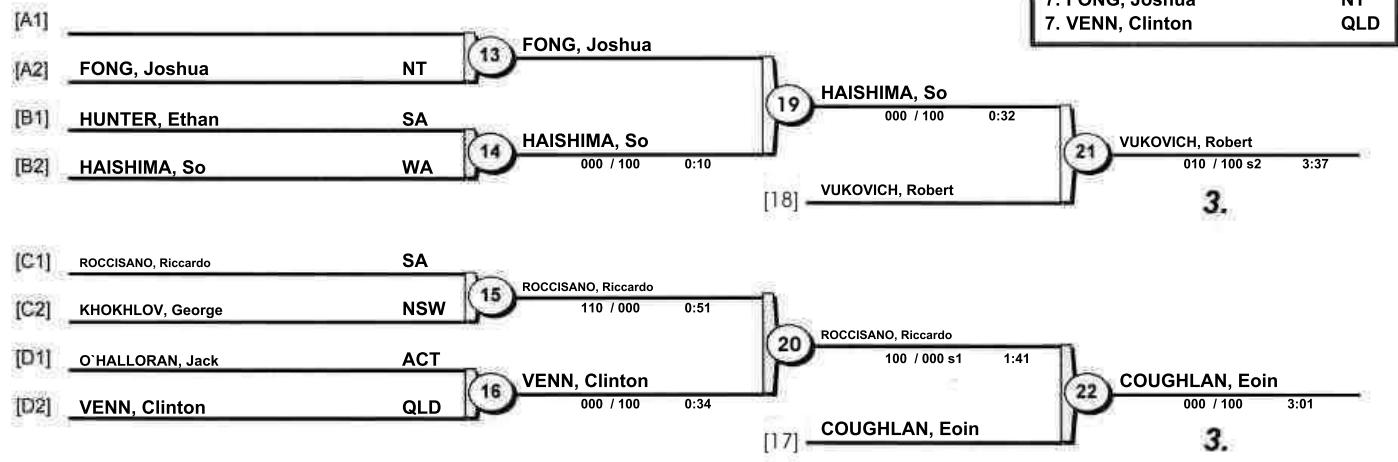 7. FONG, Joshua NT
7. VENN, Clinton QLD
[A1]
13 FONG, Joshua
[A2] FONG, Joshua NT
19 HAISHIMA, So
000 / 100 0:32
[B1] HUNTER, Ethan SA
14 HAISHIMA, So
000 / 100 0:10
[B2] HAISHIMA, So WA
21 VUKOVICH, Robert
010 / 100 s2 3:37
[18] VUKOVICH, Robert
3.
[C1] ROCCISANO, Riccardo SA
15 ROCCISANO, Riccardo
110 / 000 0:51
[C2] KHOKHLOV, George NSW
20 ROCCISANO, Riccardo
100 / 000 s1 1:41
[D1] O`HALLORAN, Jack ACT
16 VENN, Clinton
000 / 100 0:34
[D2] VENN, Clinton QLD
22 COUGHLAN, Eoin
000 / 100 3:01
[17] COUGHLAN, Eoin
3.